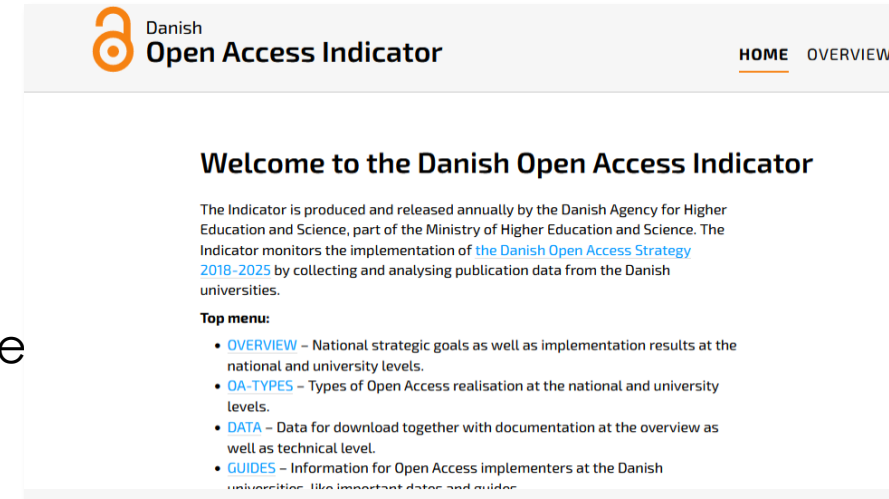 Danish
Open Access Indicator
HOME OVERVIEW
Welcome to the Danish Open Access Indicator
The Indicator is produced and released annually by the Danish Agency for Higher
Education and Science, part of the Ministry of Higher Education and Science. The
Indicator monitors the implementation of the Danish Open Access Strategy
2018-2025 by collecting and analysing publication data from the Danish
universities.
Top menu:
• OVERVIEW – National strategic goals as well as implementation results at the
national and university levels.
e
• OA-TYPES – Types of Open Access realisation at the national and university
levels.
• DATA – Data for download together with documentation at the overview as
well as technical level.
• GUIDES – Information for Open Access implementers at the Danish
universities, like important dates and guides